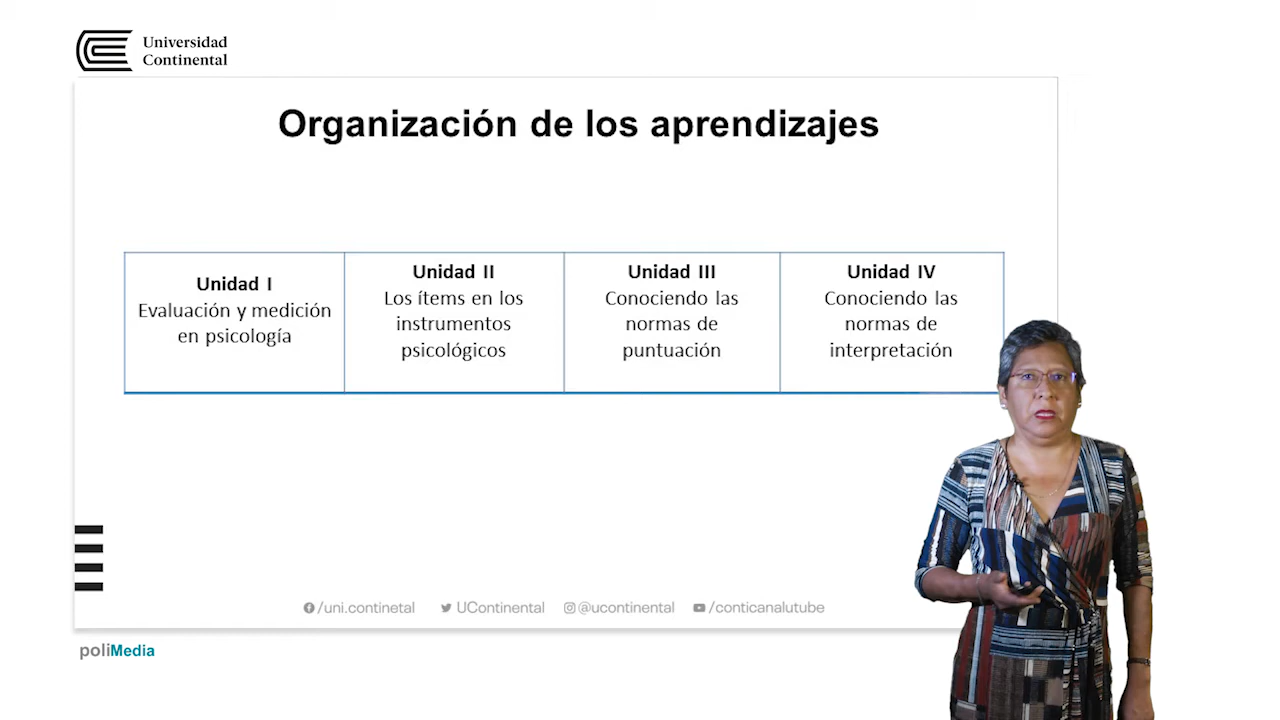 Universidad
Continental
Organización de los aprendizajes
Unidad I
Evaluación y medición
en psicología
Unidad II
Los ítems en los
instrumentos
psicológicos
Unidad III
Conociendo las
normas de
puntuación
Unidad IV
Conociendo las
normas de
interpretación
/uni.continetal UContinental @ucontinental /conticanalutube
poliMedia